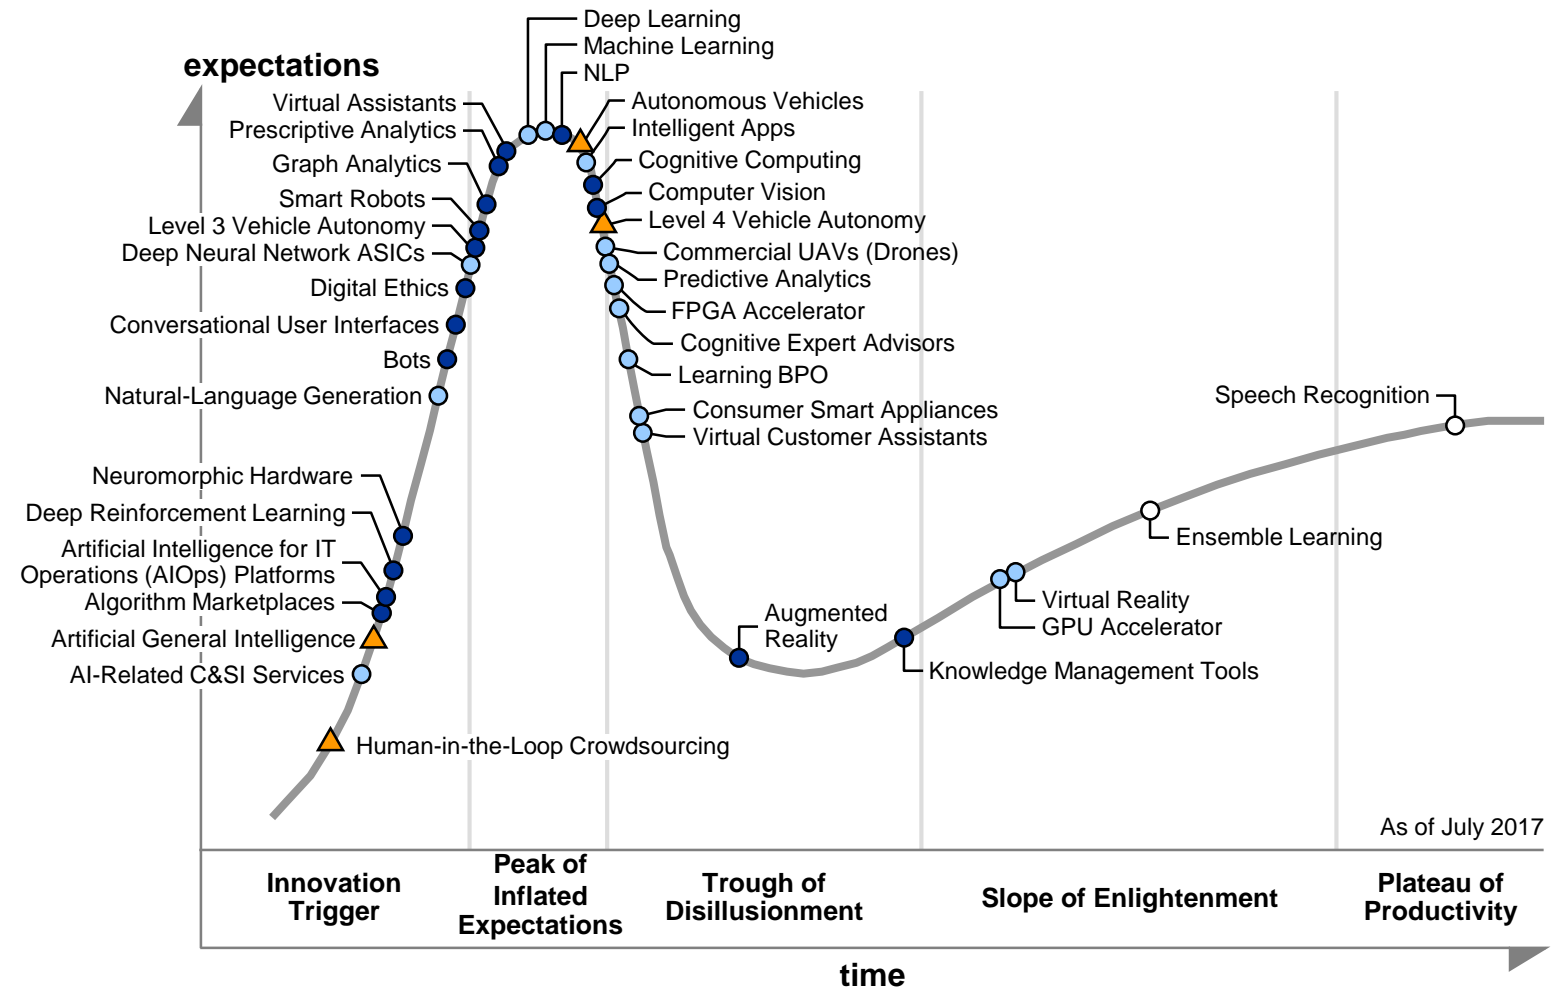 Deep Learning
Machine Learning
expectations
NLP
Virtual Assistants
Autonomous Vehicles
Prescriptive Analytics
Intelligent Apps
Graph Analytics
Cognitive Computing
Smart Robots
Computer Vision
Level 3 Vehicle Autonomy
Level 4 Vehicle Autonomy
Deep Neural Network ASICs
Commercial UAVs (Drones)
Digital Ethics
Predictive Analytics
Conversational User Interfaces
FPGA Accelerator
Bots
Cognitive Expert Advisors
Natural-Language Generation
Learning BPO
Consumer Smart Appliances
Virtual Customer Assistants
Speech Recognition
Neuromorphic Hardware
Deep Reinforcement Learning
Artificial Intelligence for IT
Operations (AIOps) Platforms
Algorithm Marketplaces
Artificial General Intelligence
AI-Related C&SI Services
Human-in-the-Loop Crowdsourcing
Augmented
Reality
Ensemble Learning
Virtual Reality
GPU Accelerator
Knowledge Management Tools
As of July 2017
Innovation
Trigger
Peak of
Inflated
Expectations
Trough of
Disillusionment
Slope of Enlightenment
Plateau of
Productivity
time